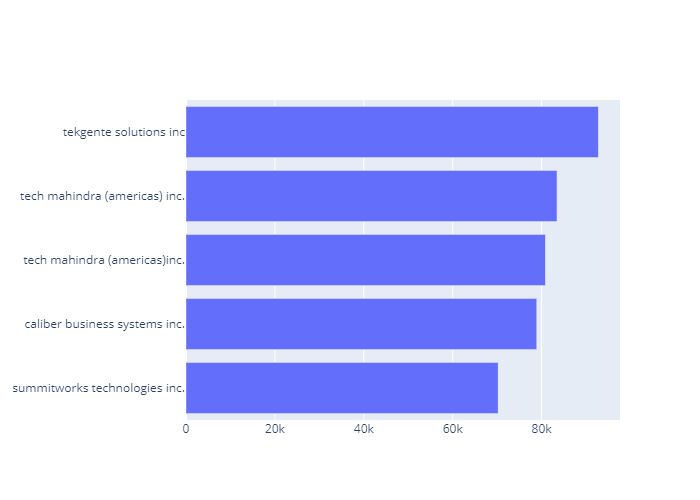 tekgente solutions inc
tech mahindra (americas) inc.
tech mahindra (americas)inc.
caliber business systems inc.
summitworks technologies inc.
0 20k 40k 60k 80k